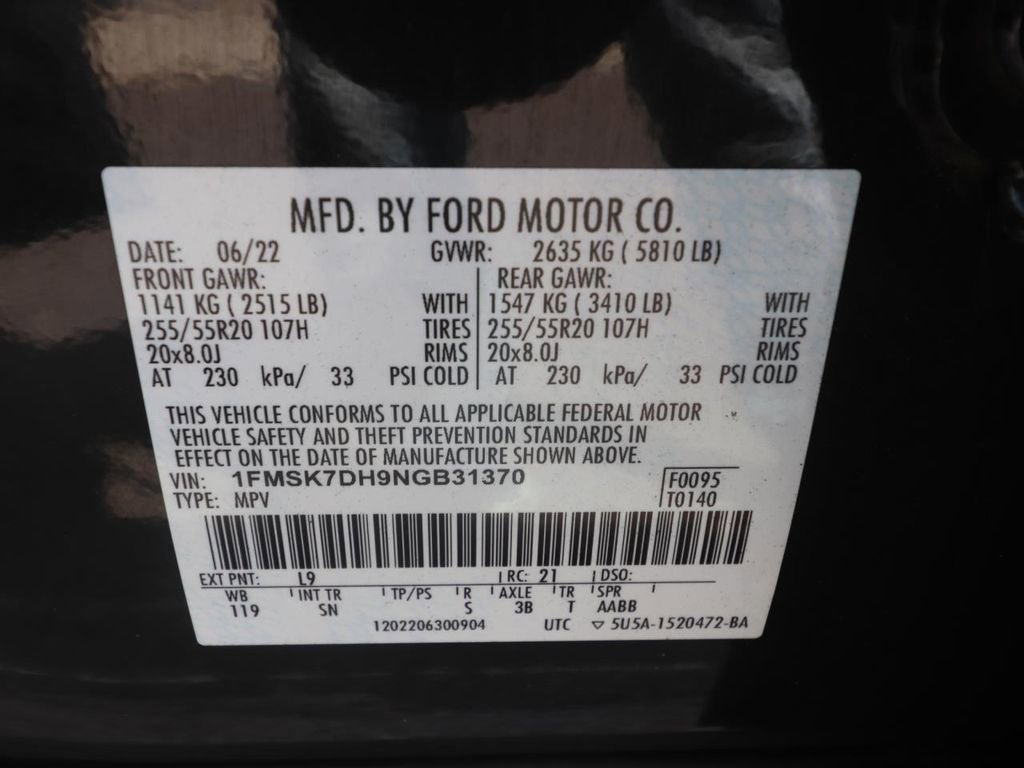 MFD. BY FORD MOTOR CO.
DATE: 06/22 GVWR: 2635 KG ( 5810 LB)
FRONT GAWR: REAR GAWR:
1141 KG ( 2515 LB) WITH 1547 KG ( 3410 LB) WITH
255/55R20 107H TIRES 255/55R20 107H TIRES
20x8.0J RIMS 20x8.0J RIMS
AT 230 kPa/ 33 PSI COLD AT 230 kPa/ 33 PSI COLD
THIS VEHICLE CONFORMS TO ALL APPLICABLE FEDERAL MOTOR
VEHICLE SAFETY AND THEFT PREVENTION STANDARDS IN
EFFECT ON THE DATE OF MANUFACTURE SHOWN ABOVE.
VIN: 1FMSK7DH9NGB31370 F0095
TYPE: MPV T0140
EXT PNT: L9 RC: 21 DSO:
WB INT TR TP/PS R AXLE TR SPR
119 SN S 3B T AABB
1202206300904 UTC ▽ 5U5A-1520472-BA